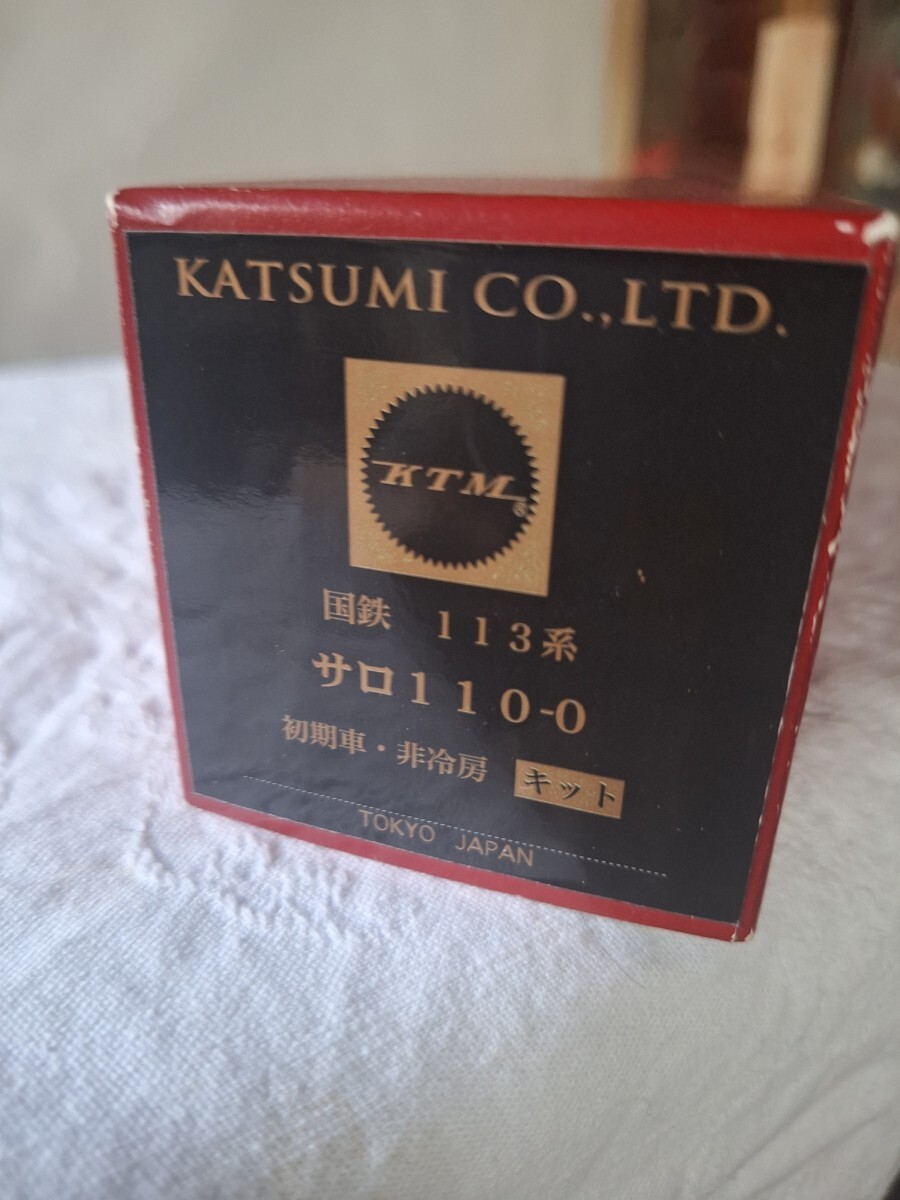 KATSUMI CO.,LTD.
KTM®
国鉄 113系
サロ110-0
初期車・非冷房 キット
TOKYO JAPAN